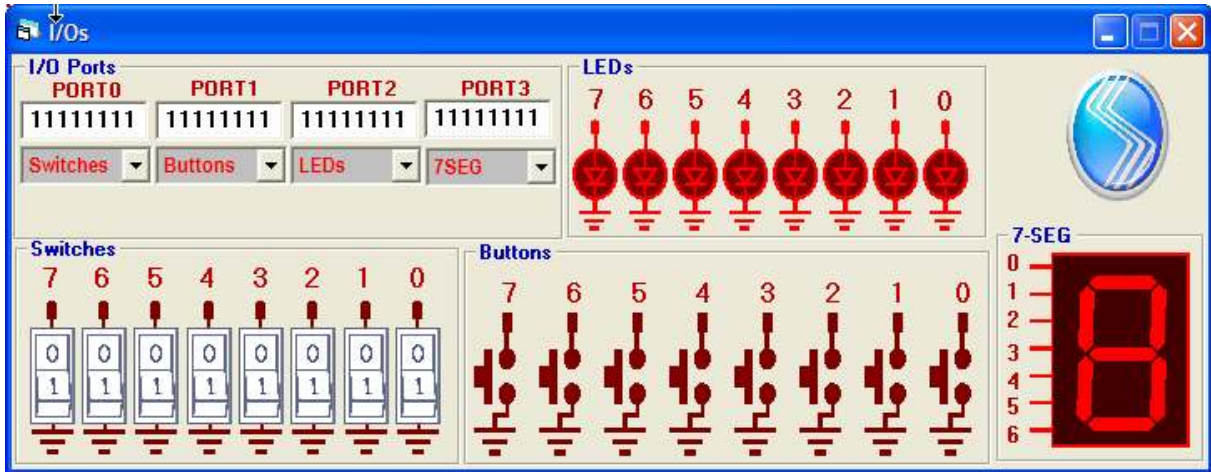 I/Os
I/O Ports
PORT0 PORT1 PORT2 PORT3
11111111 11111111 11111111 11111111
Switches Buttons LEDs 7SEG
LEDs
7 6 5 4 3 2 1 0
Switches
7 6 5 4 3 2 1 0
0 0 0 0 0 0 0 0
1 1 1 1 1 1 1 1
Buttons
7 6 5 4 3 2 1 0
7-SEG
0
1
2
3
4
5
6
8